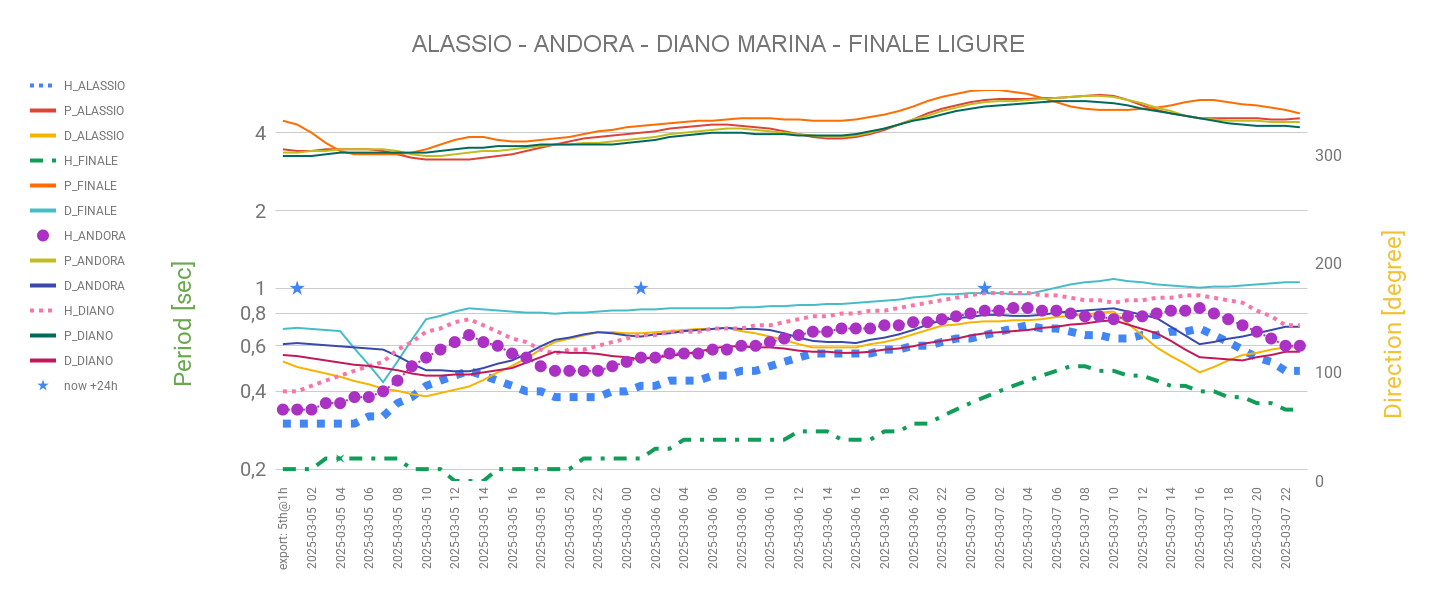 ALASSIO - ANDORA - DIANO MARINA - FINALE LIGURE
H_ALASSIO
P_ALASSIO
D_ALASSIO
H_FINALE
P_FINALE
D_FINALE
H_ANDORA
P_ANDORA
D_ANDORA
H_DIANO
P_DIANO
D_DIANO
now +24h
Period [sec]
4
2
1
0,8
0,6
0,4
0,2
300
200
100
0
Direction [degree]
export: 5th@1h
2025-03-05 02
2025-03-05 04
2025-03-05 06
2025-03-05 08
2025-03-05 10
2025-03-05 12
2025-03-05 14
2025-03-05 16
2025-03-05 18
2025-03-05 20
2025-03-05 22
2025-03-06 00
2025-03-06 02
2025-03-06 04
2025-03-06 06
2025-03-06 08
2025-03-06 10
2025-03-06 12
2025-03-06 14
2025-03-06 16
2025-03-06 18
2025-03-06 20
2025-03-06 22
2025-03-07 00
2025-03-07 02
2025-03-07 04
2025-03-07 06
2025-03-07 08
2025-03-07 10
2025-03-07 12
2025-03-07 14
2025-03-07 16
2025-03-07 18
2025-03-07 20
2025-03-07 22